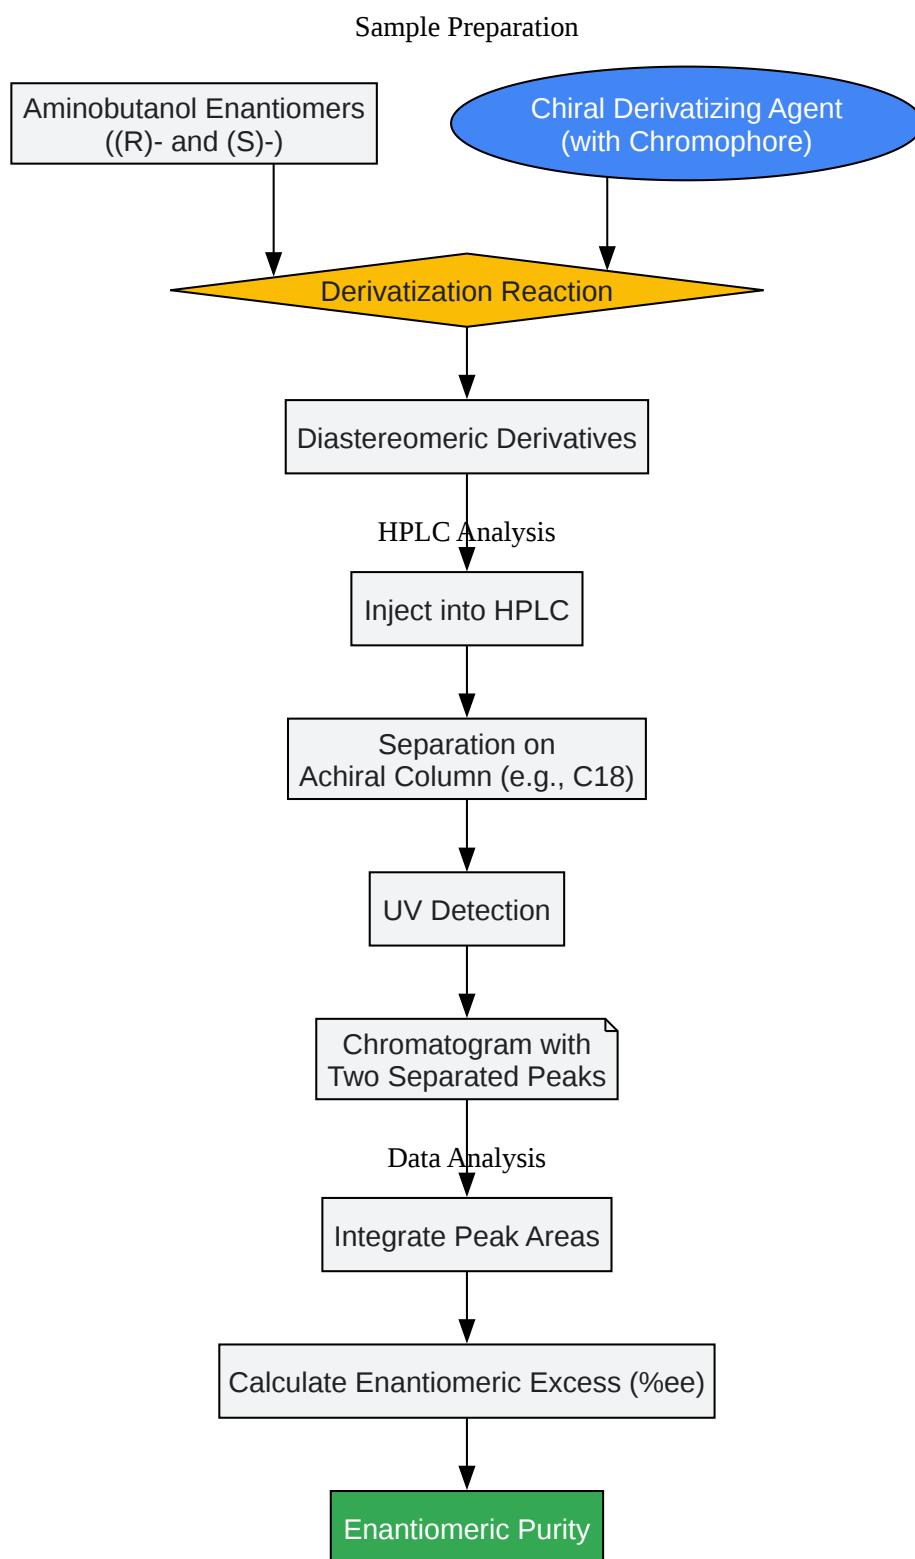 Sample Preparation
Aminobutanol Enantiomers
((R)- and (S)-)
Chiral Derivatizing Agent
(with Chromophore)
Derivatization Reaction
Diastereomeric Derivatives
HPLC Analysis
Inject into HPLC
Separation on
Achiral Column (e.g., C18)
UV Detection
Chromatogram with
Two Separated Peaks
Data Analysis
Integrate Peak Areas
Calculate Enantiomeric Excess (%ee)
Enantiomeric Purity